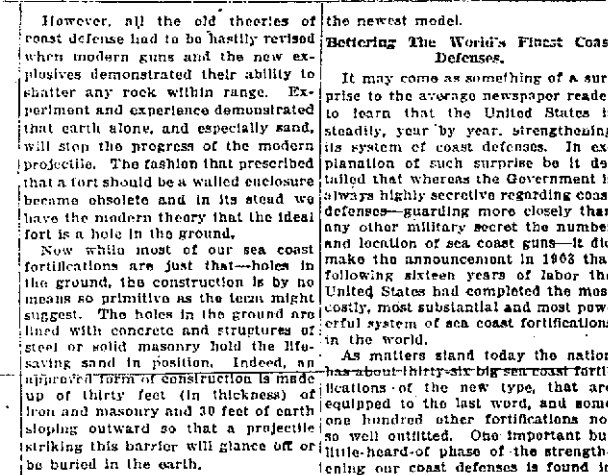 However, all the old theories of
coast defense had to be hastily revised
when modern guns and the new ex-
plosives demonstrated their ability to
shatter any rock within range. Ex-
periment and experience demonstrated
that earth alone, and especially sand,
will stop the progress of the modern
projectile. The fashion that prescribed
that a fort should be a walled enclosure
became obsolete and in its stead we
have the modern theory that the ideal
fort is a hole in the ground.
Now while most of our sea coast
fortifications are just that—holes in
the ground, the construction is by no
means so primitive as the term might
suggest. The holes in the ground are
lined with concrete and structures of
steel or solid masonry hold the life-
saving sand in position. Indeed, an
approved form of construction is made
up of thirty feet (in thickness) of
iron and masonry and 30 feet of earth
sloping outward so that a projectile
striking this barrier will glance off or
be buried in the earth.
the newest model.
Bettering The World's Finest Coas
Defenses.
It may come as something of a sur
prise to the average newspaper reade
to learn that the United States i
steadily, year by year, strengthening
its system of coast defenses. In ex
planation of such surprise be it de
tailed that whereas the Government i
always highly secretive regarding coas
defenses—guarding more closely than
any other military secret the number
and location of sea coast guns—it did
make the announcement in 1903 tha
following sixteen years of labor the
United States had completed the mos
costly, most substantial and most pow
erful system of sea coast fortification
in the world.
As matters stand today the nation
has about thirty-six big sea coast forti
fications of the new type, that are
equipped to the last word, and some
one hundred other fortifications no
so well outfitted. One important bu
little-heard-of phase of the strength
ening our coast defenses is found i